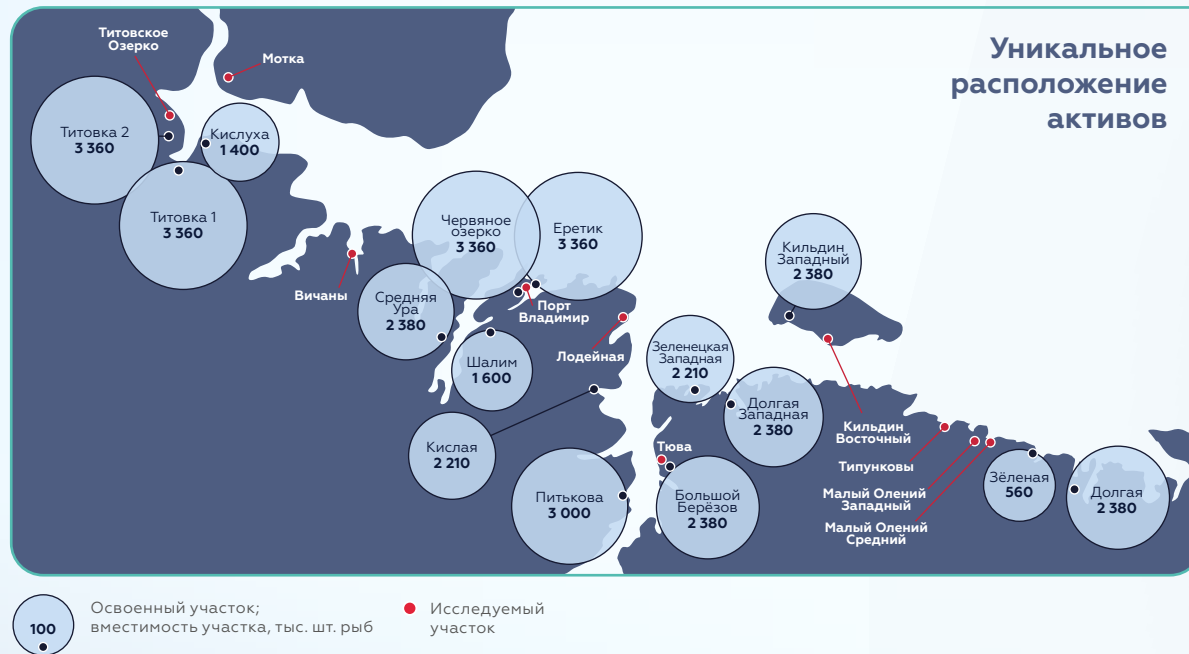 Уникальное
расположение
активов
Титовское
Озерко
Мотка
Титовка 2
3 360
Кислуха
1 400
Титовка 1
3 360
Червяное
озерко
3 360
Еретик
3 360
Кильдин
Западный
2 380
Вичаны
Средняя
Ура
2 380
Порт
Владимир
Лодейная
Шалим
1 600
Зеленецкая
Западная
2 210
Долгая
Западная
2 380
Кислая
2 210
Кильдин
Восточный
Тюва
Типунковы
Питькова
3 000
Большой
Берёзов
2 380
Малый Олений
Западный
Малый Олений
Средний
Зёленая
560
Долгая
2 380
100
Освоенный участок;
вместимость участка, тыс. шт. рыб
Исследуемый
участок